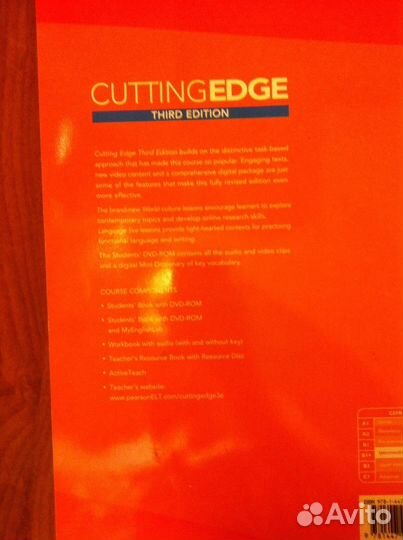 CUTTINGEDGE
THIRD EDITION
Cutting Edge Third Edition builds on the distinctive task-based
approach that has made this course so popular. Engaging texts,
new video content and a comprehensive digital package are just
some of the features that make this fully revised edition even
more effective.
The brand-new World culture lessons encourage learners to explore
contemporary topics and develop online research skills.
Language live lessons provide light-hearted contexts for practising
functional language and writing.
The Students' DVD-ROM contains all the audio and video clips
and a digital Mini Dictionary of key vocabulary.
COURSE COMPONENTS
• Students' Book with DVD-ROM
• Students' Book with DVD-ROM
and MyEnglishLab
• Workbook with audio (with and without key)
• Teacher's Resource Book with Resource Disc
• ActiveTeach
• Teacher's website:
www.pearsonELT.com/cuttingedge3e
CEFR
A1
A2
B1
B1+
B2
C1
ISBN 978-1-447
9 781447
Avito